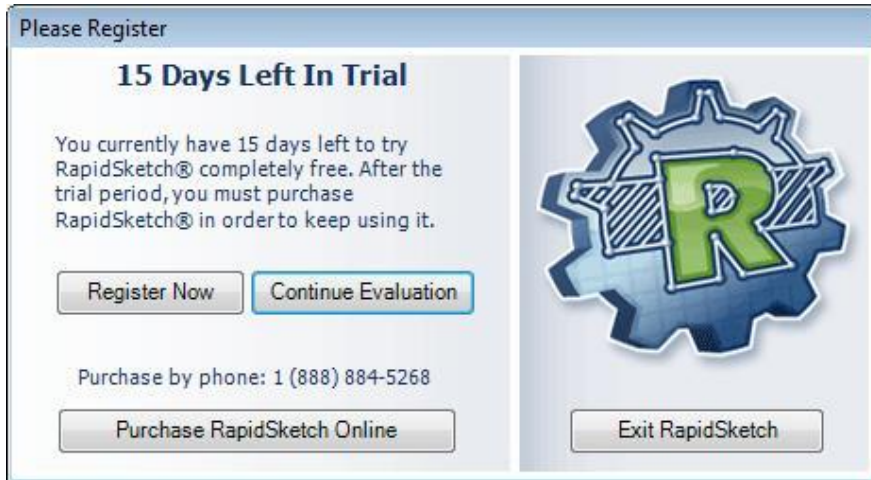 Please Register
15 Days Left In Trial
You currently have 15 days left to try
RapidSketch® completely free. After the
trial period, you must purchase
RapidSketch® in order to keep using it.
Register Now
Continue Evaluation
Purchase by phone: 1 (888) 884-5268
Purchase RapidSketch Online
R
Exit RapidSketch